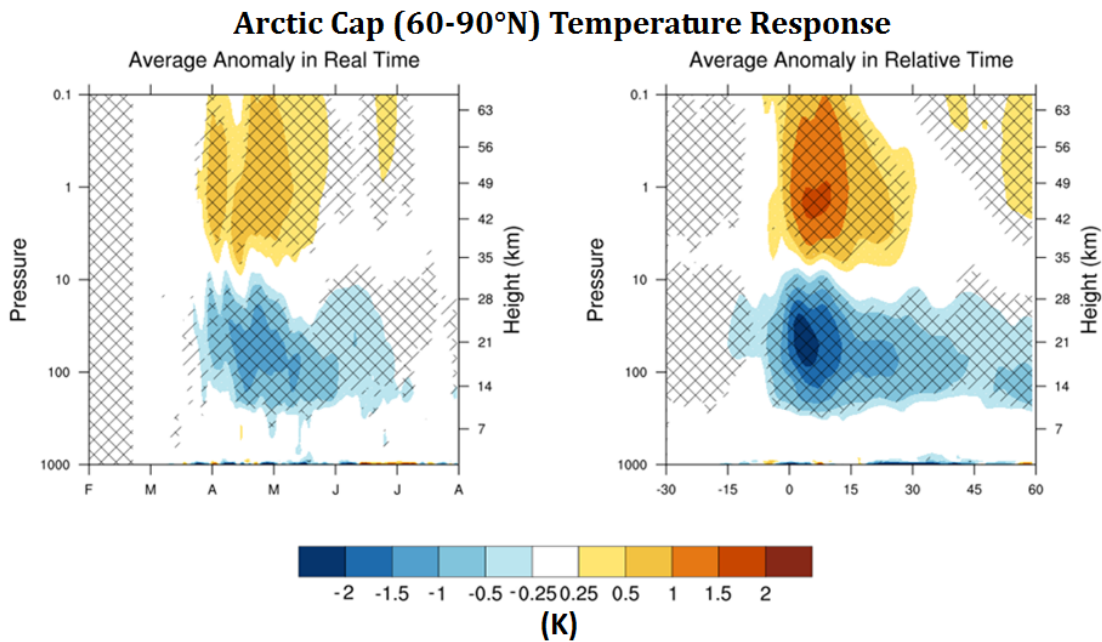 Arctic Cap (60-90°N) Temperature Response
Average Anomaly in Real Time
Average Anomaly in Relative Time
0.1
1
10
100
1000
Pressure
63
56
49
42
35
28
21
14
7
Height (km)
F M A M J J A
0.1
1
10
100
1000
Pressure
63
56
49
42
35
28
21
14
7
Height (km)
-30 -15 0 15 30 45 60
-2 -1.5 -1 -0.5 -0.25 0.25 0.5 1 1.5 2
(K)